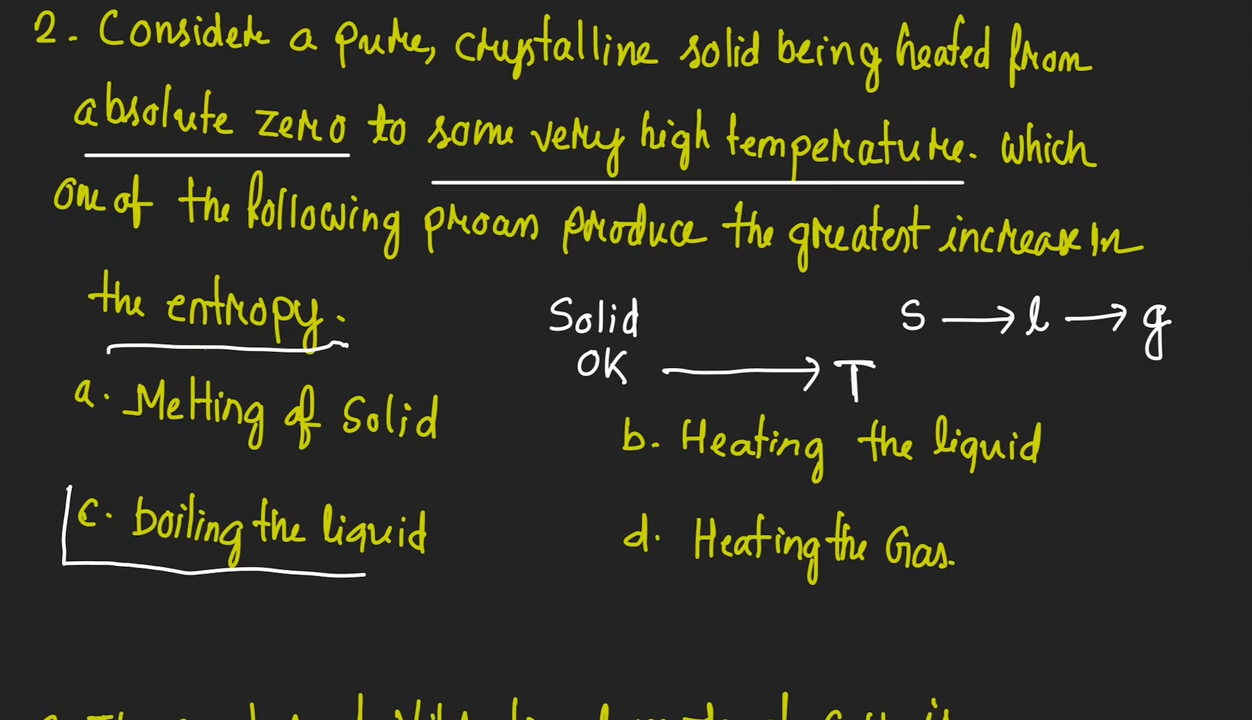 2. Consider a pure, crystalline solid being heated from
absolute zero to some very high temperature. which
one of the following proces produce the greatest increase in
the entropy.
Solid
S → l → g
OK → T
a. Melting of Solid
b. Heating the liquid
c. boiling the liquid
d. Heating the Gas.